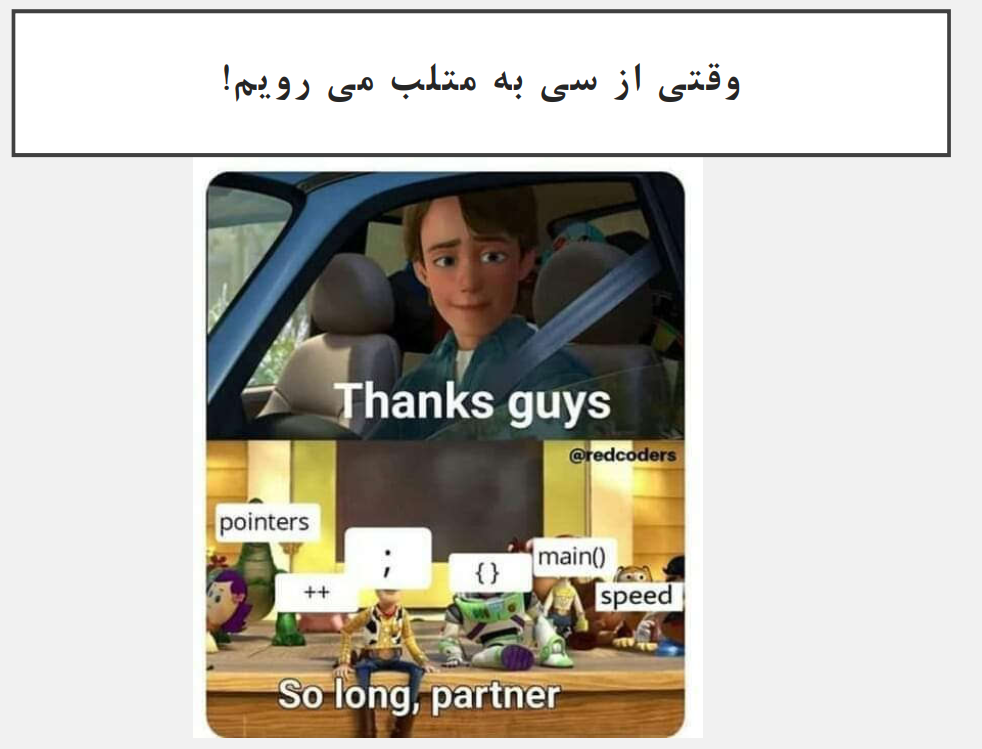 وقتی از سی به متلب می رویم!
Thanks guys
@redcoders
pointers
++
;
{}
main()
speed
So long, partner